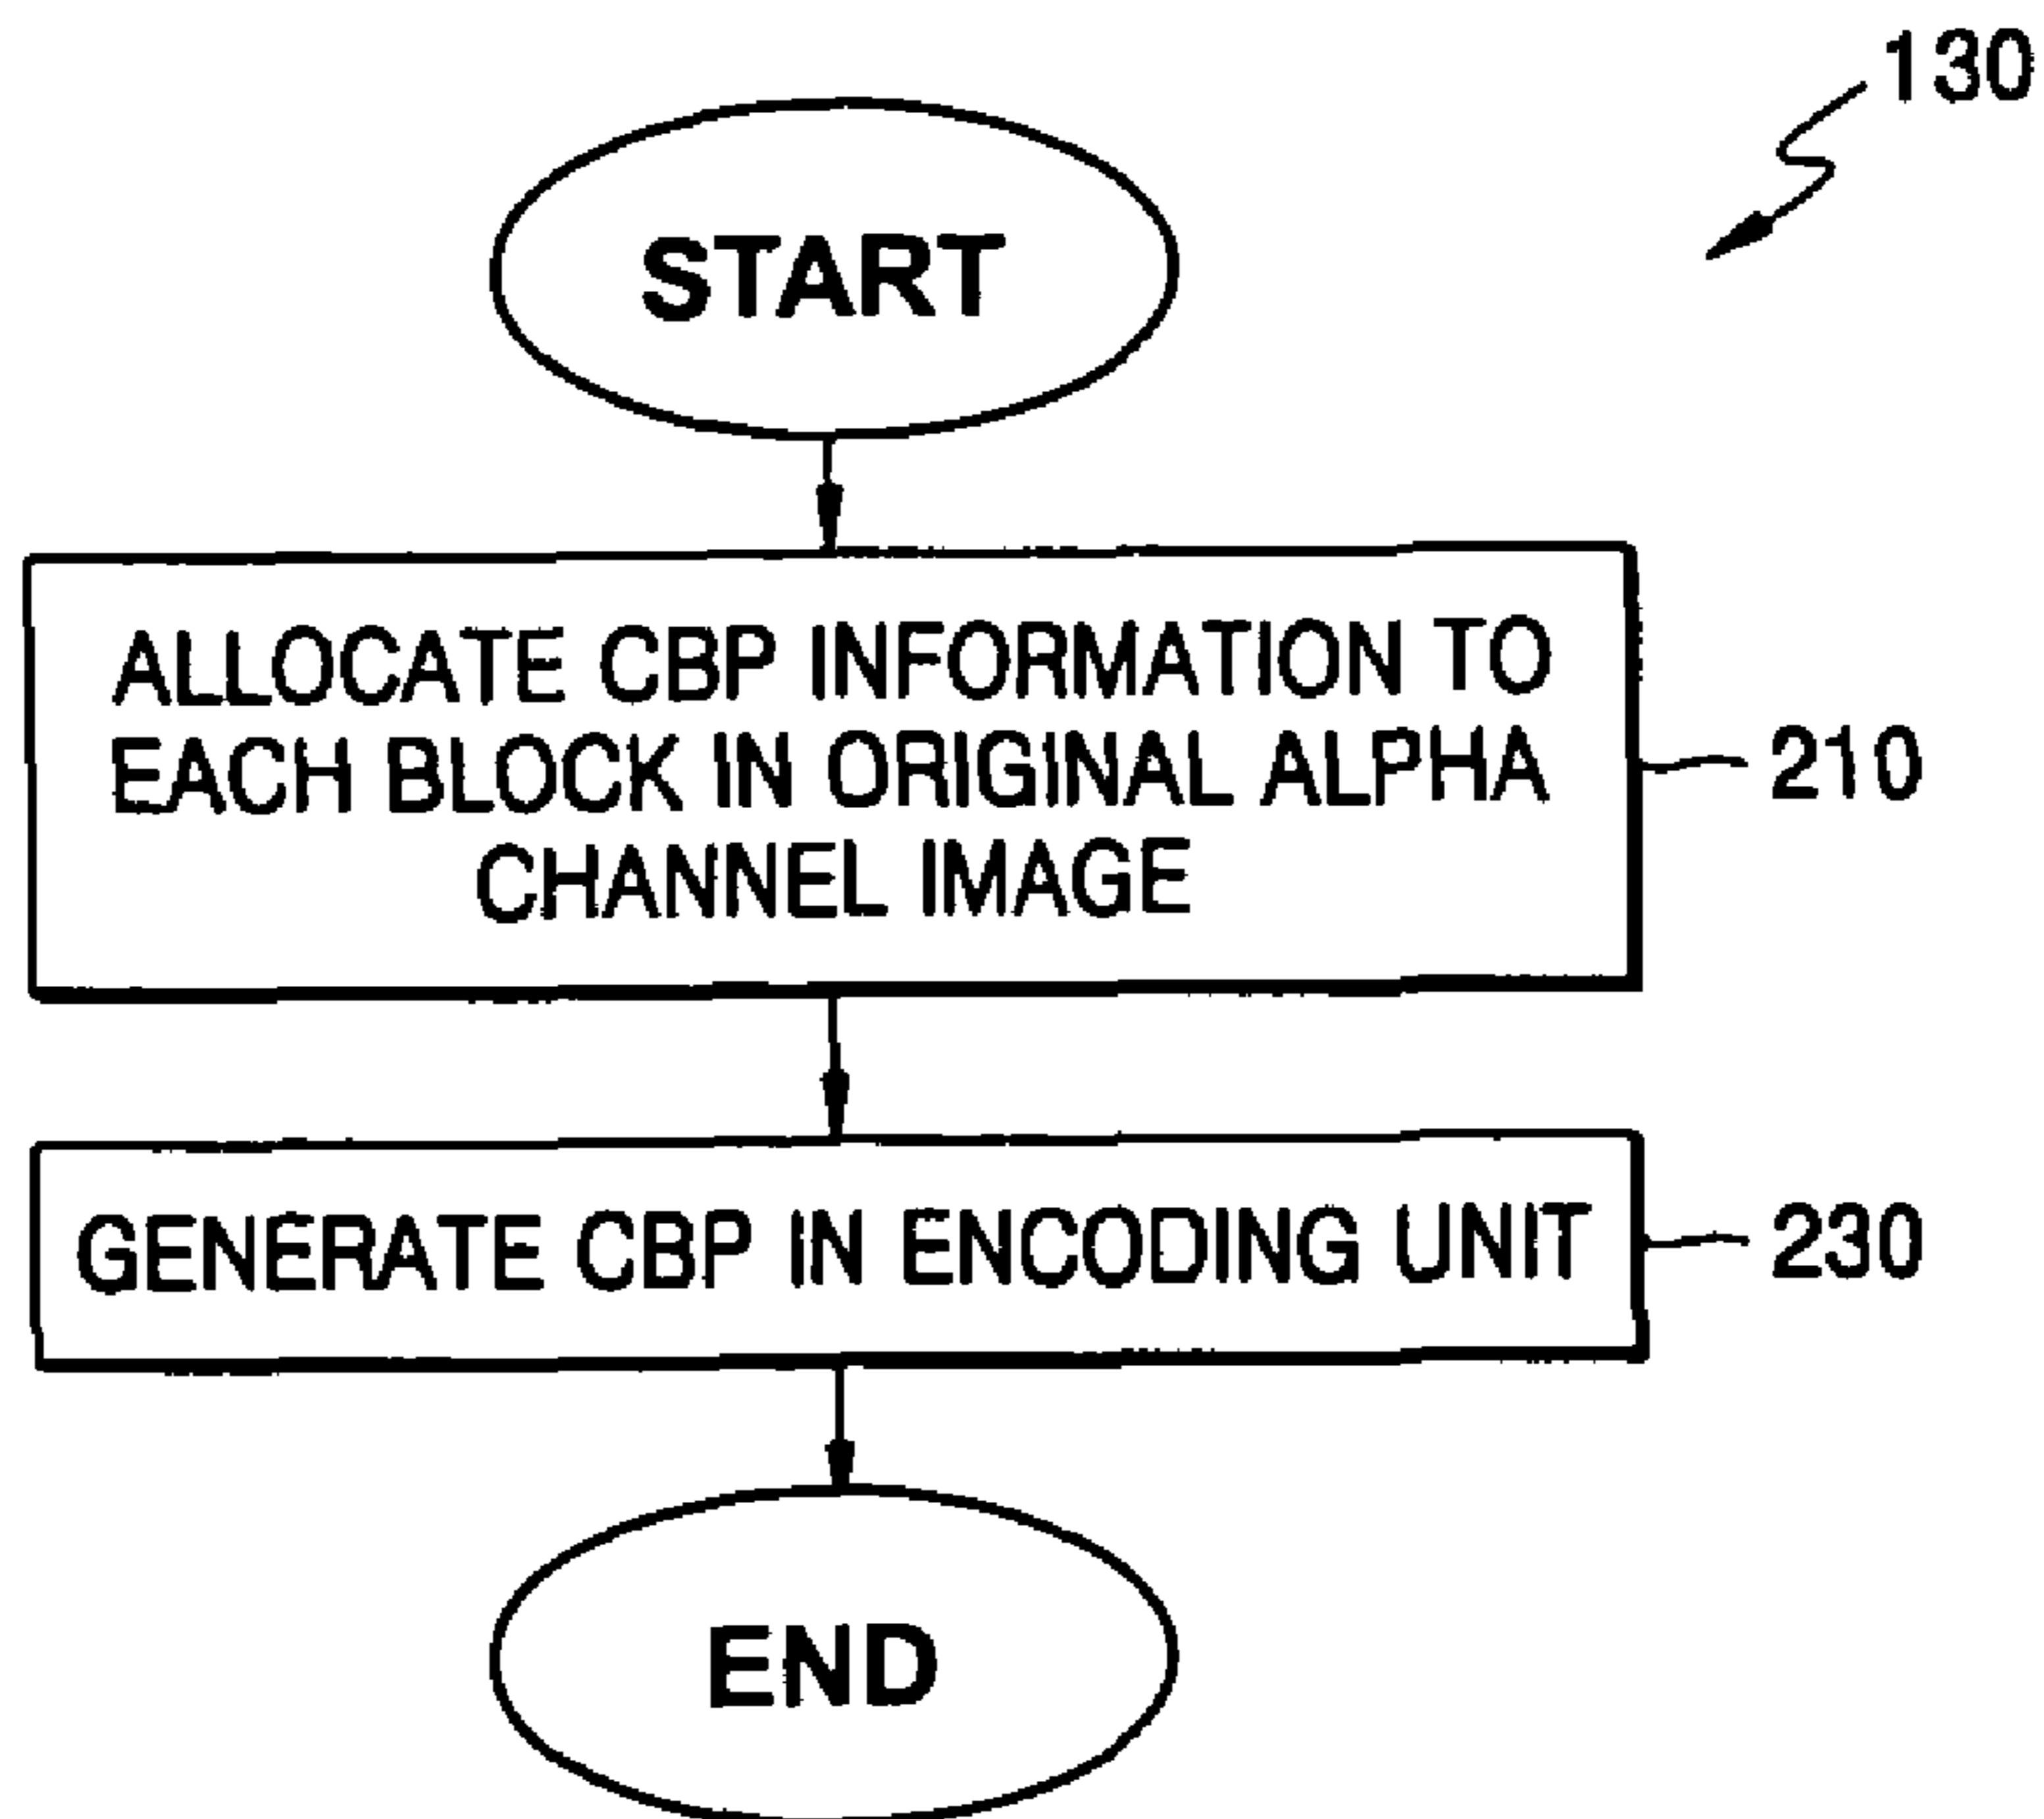 130
START
ALLOCATE CBP INFORMATION TO
EACH BLOCK IN ORIGINAL ALPHA
CHANNEL IMAGE
210
GENERATE CBP IN ENCODING UNIT
230
END